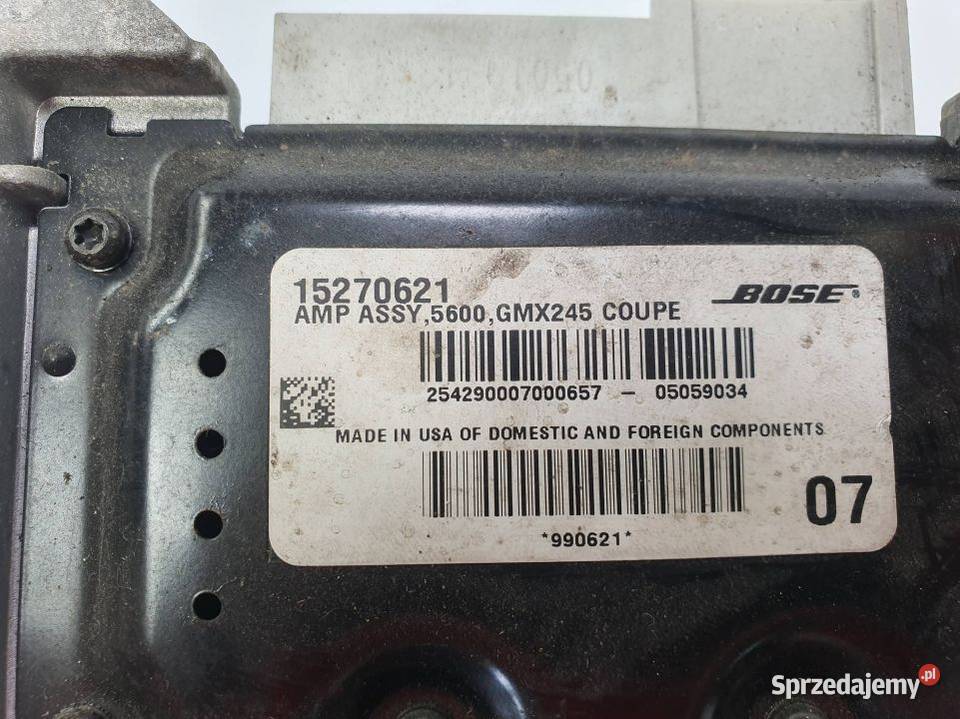 15270621
BOSE®
AMP ASSY,5600,GMX245 COUPE
254290007000657 - 05059034
MADE IN USA OF DOMESTIC AND FOREIGN COMPONENTS
07
*990621*
Sprzedajemy.pl